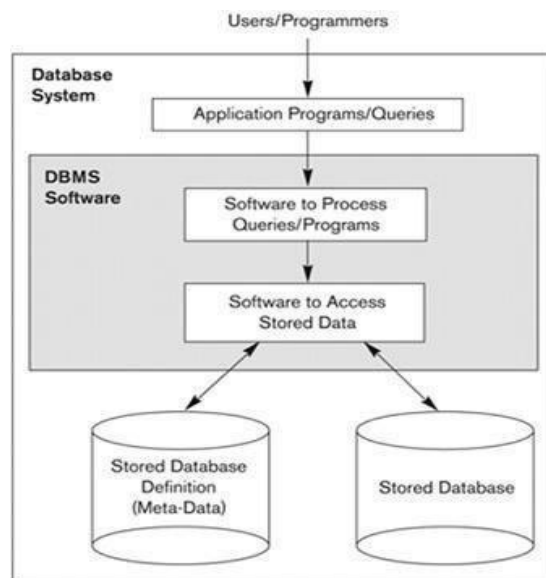 Users/Programmers
Database
System
Application Programs/Queries
DBMS
Software
Software to Process
Queries/Programs
Software to Access
Stored Data
Stored Database
Definition
(Meta-Data)
Stored Database